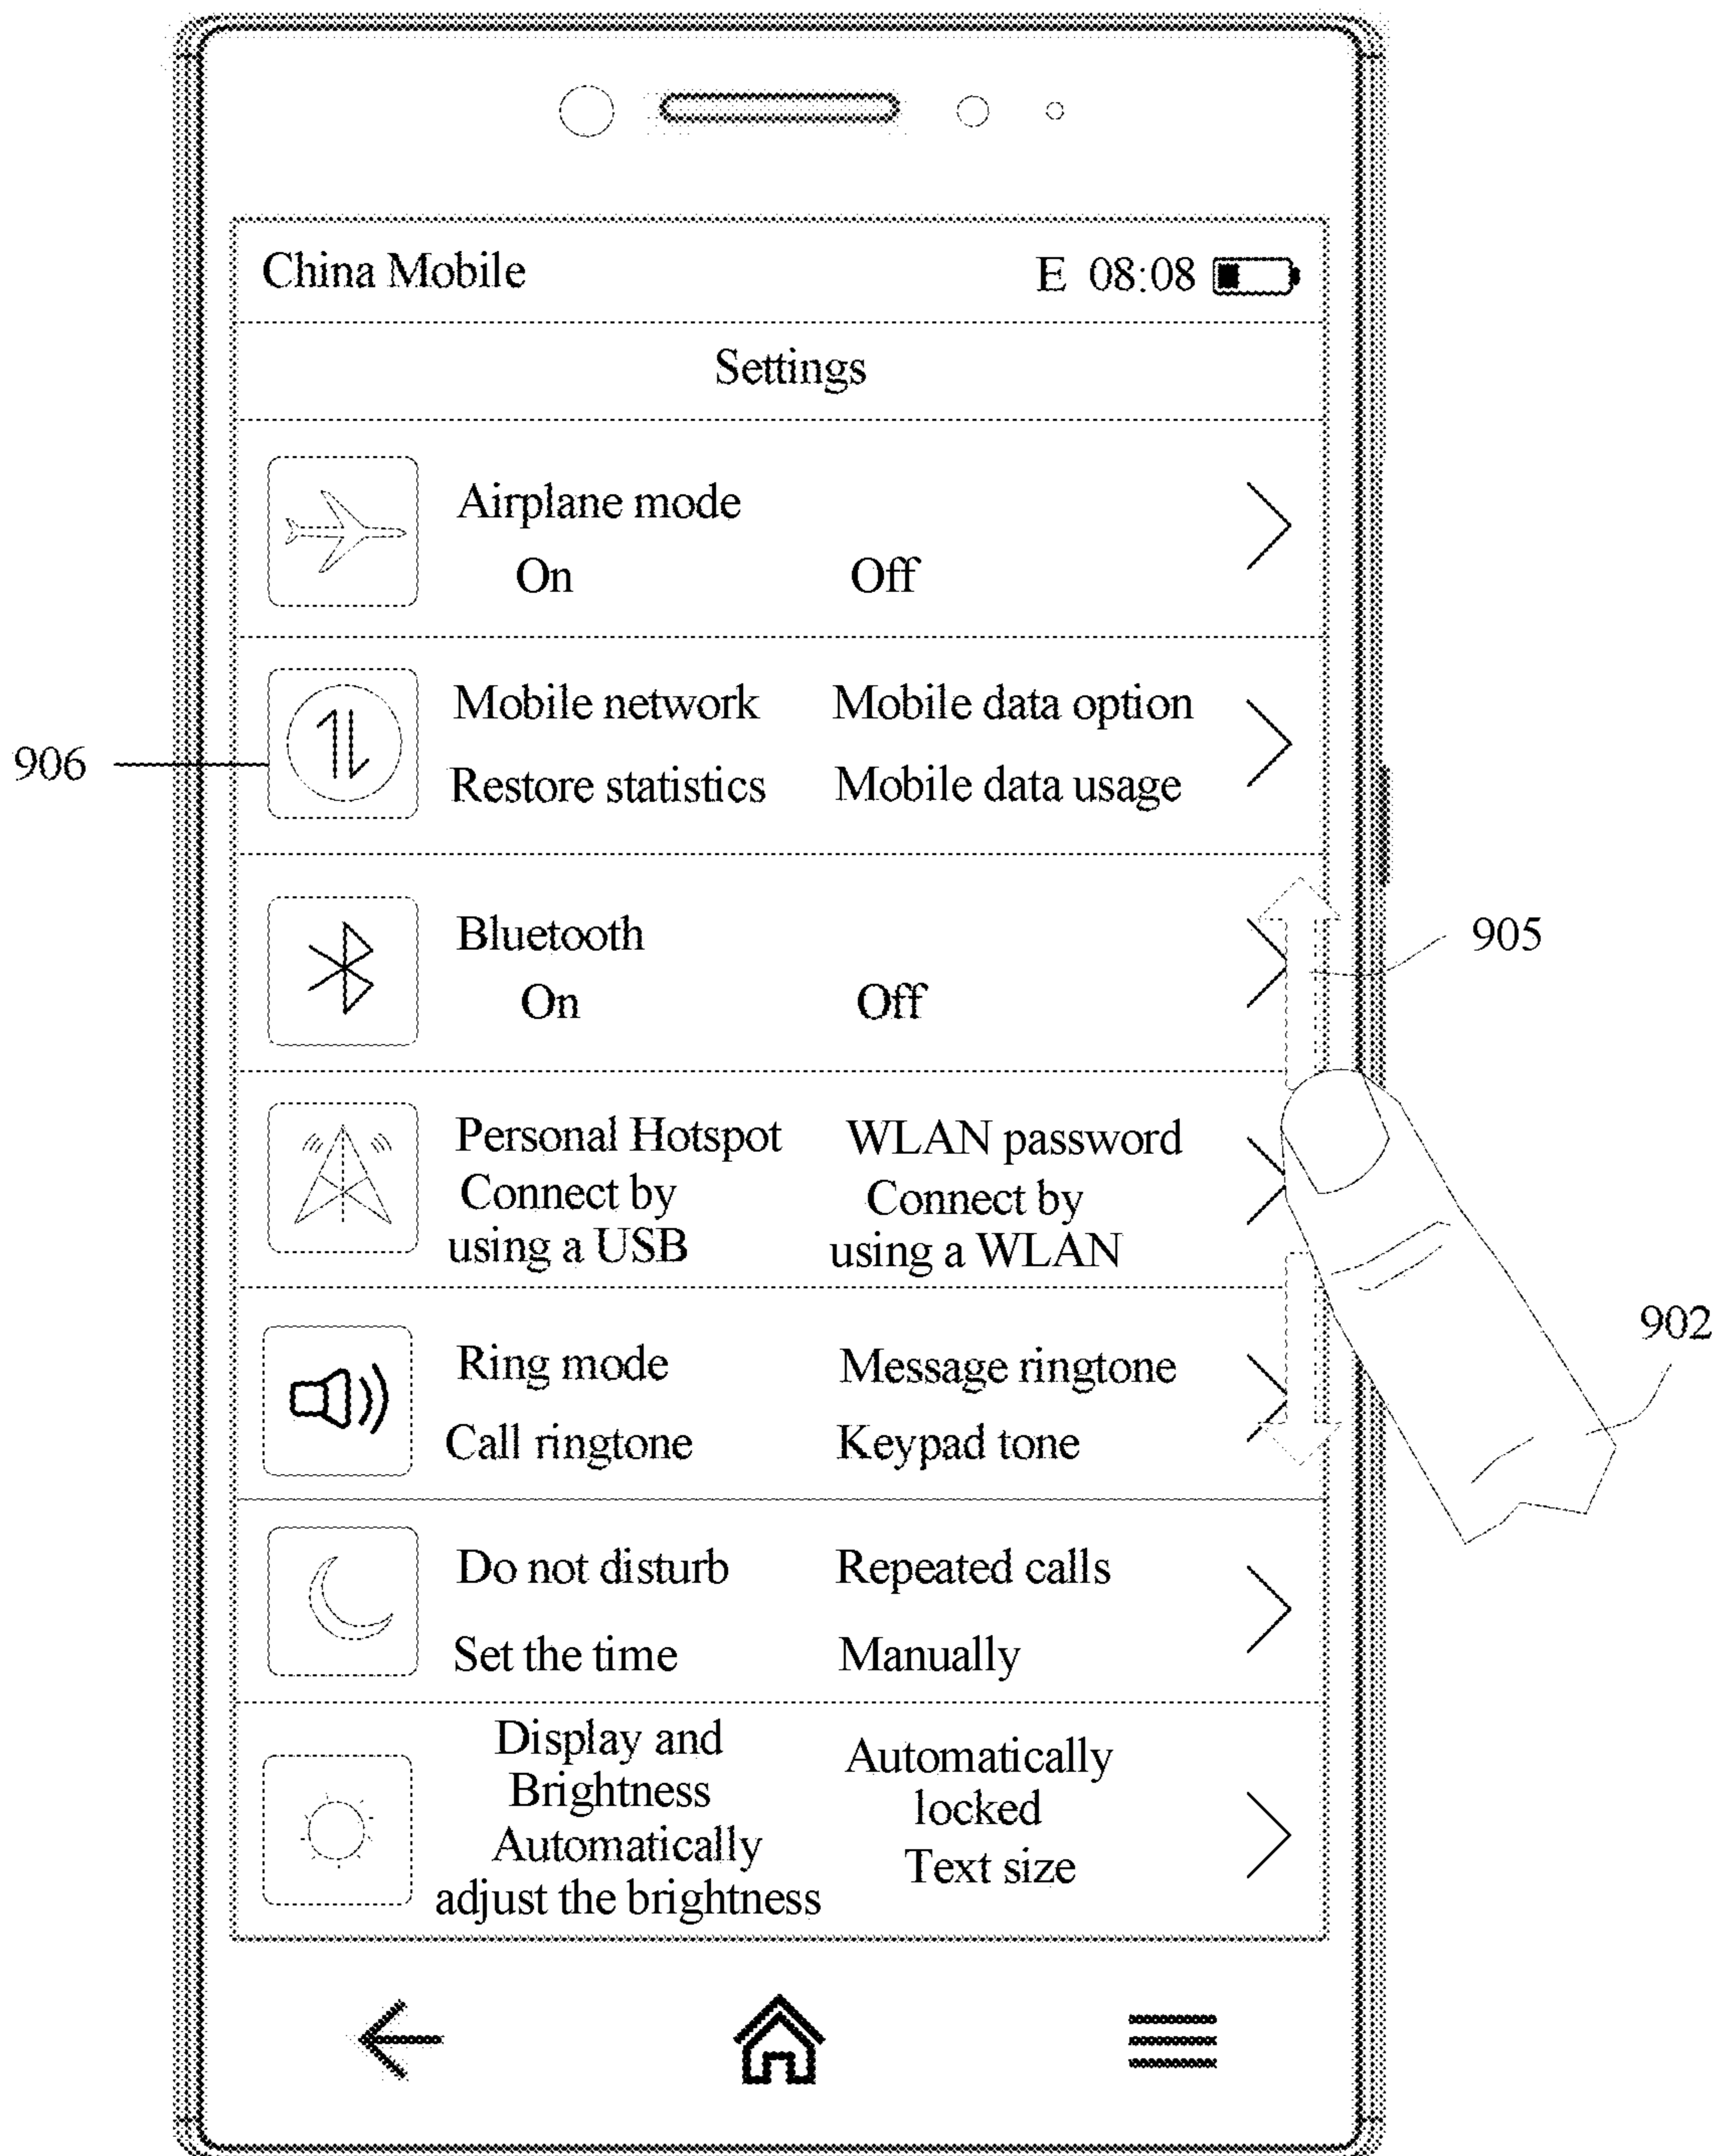 China Mobile E 08:08
Settings
Airplane mode
On Off
Mobile network Mobile data option
906
Restore statistics Mobile data usage
Bluetooth
905
On Off
Personal Hotspot WLAN password
Connect by Connect by
using a USB using a WLAN
902
Ring mode Message ringtone
Call ringtone Keypad tone
Do not disturb Repeated calls
Set the time Manually
Display and Automatically
Brightness locked
Automatically Text size
adjust the brightness